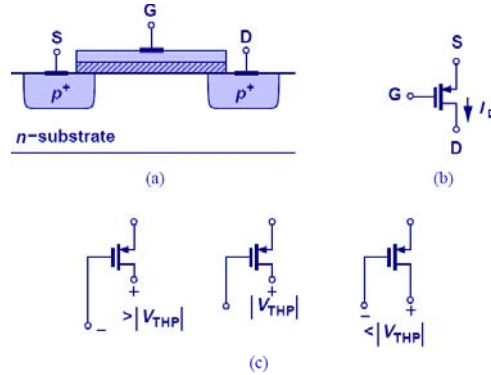 G
S
D
p+
p+
n-substrate
(a)
S
G
I_D
D
(b)
+
- >|V_THP|
+
|V_THP|
- +
<|V_THP|
(c)